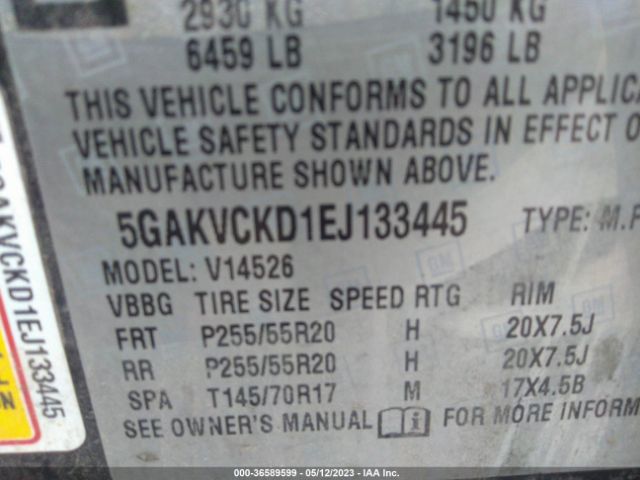 2930 KG 1450 KG
6459 LB 3196 LB
THIS VEHICLE CONFORMS TO ALL APPLICA
VEHICLE SAFETY STANDARDS IN EFFECT O
MANUFACTURE SHOWN ABOVE.
5GAKVCKD1EJ133445 TYPE: M.P
MODEL: V14526
VBBG TIRE SIZE SPEED RTG RIM
FRT P255/55R20 H 20X7.5J
RR P255/55R20 H 20X7.5J
SPA T145/70R17 M 17X4.5B
SEE OWNER'S MANUAL i FOR MORE INFORM
GAKVCKD1EJ133445
000-36589599 - 05/12/2023 - IAA Inc.